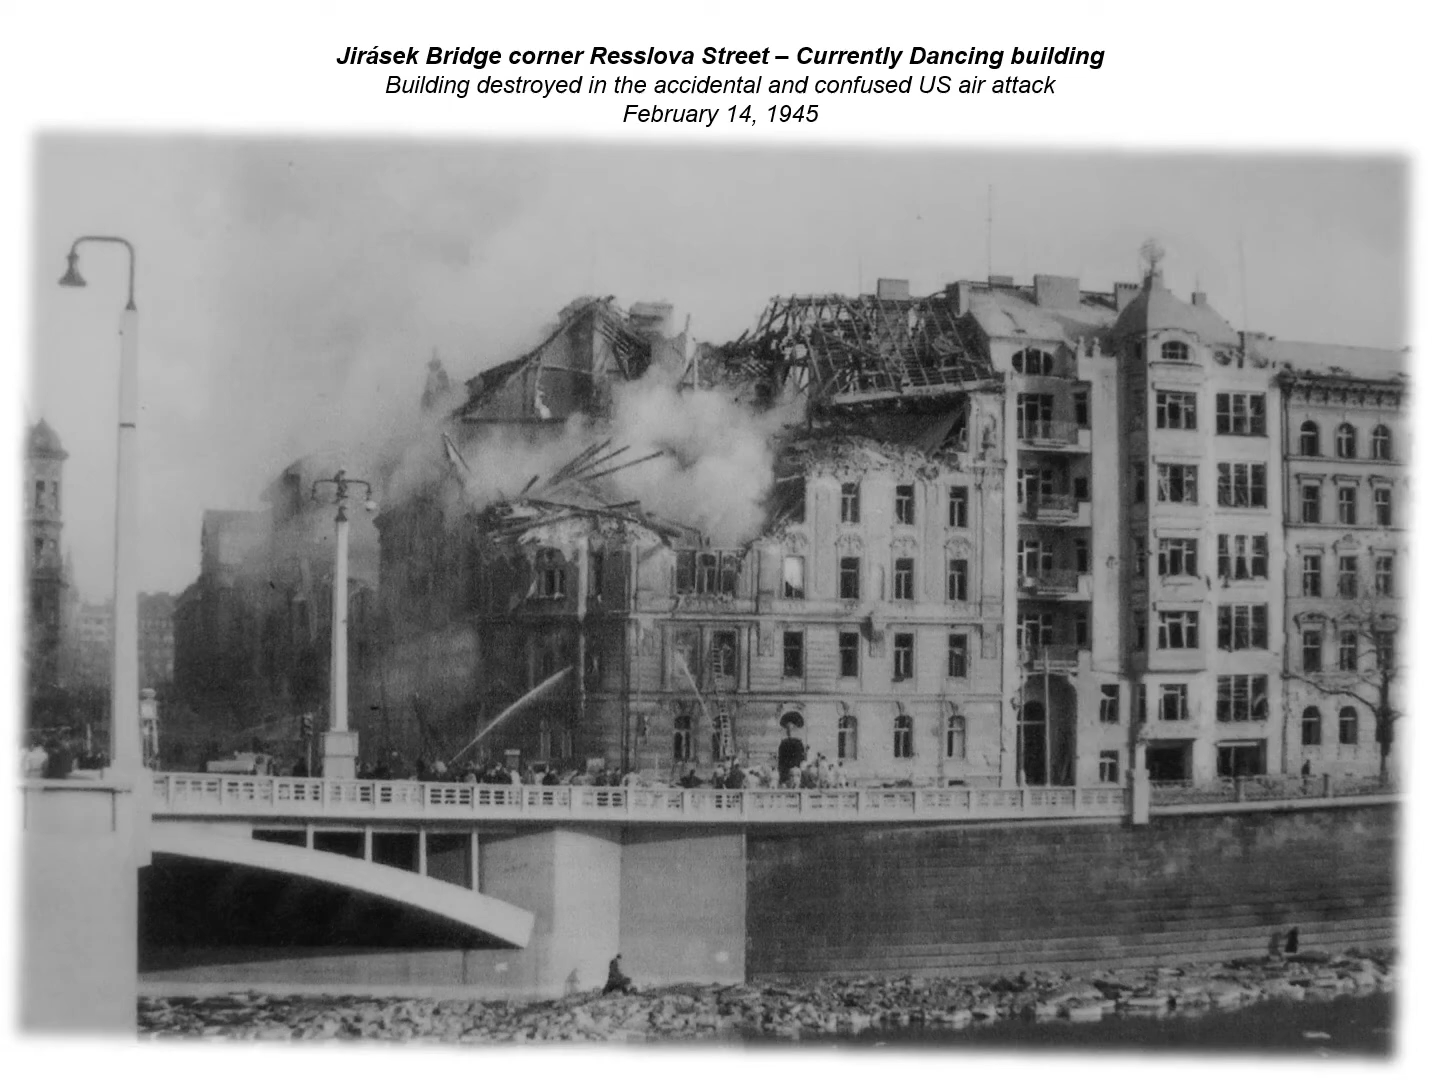 Jirásek Bridge corner Resslova Street – Currently Dancing building
Building destroyed in the accidental and confused US air attack
February 14, 1945